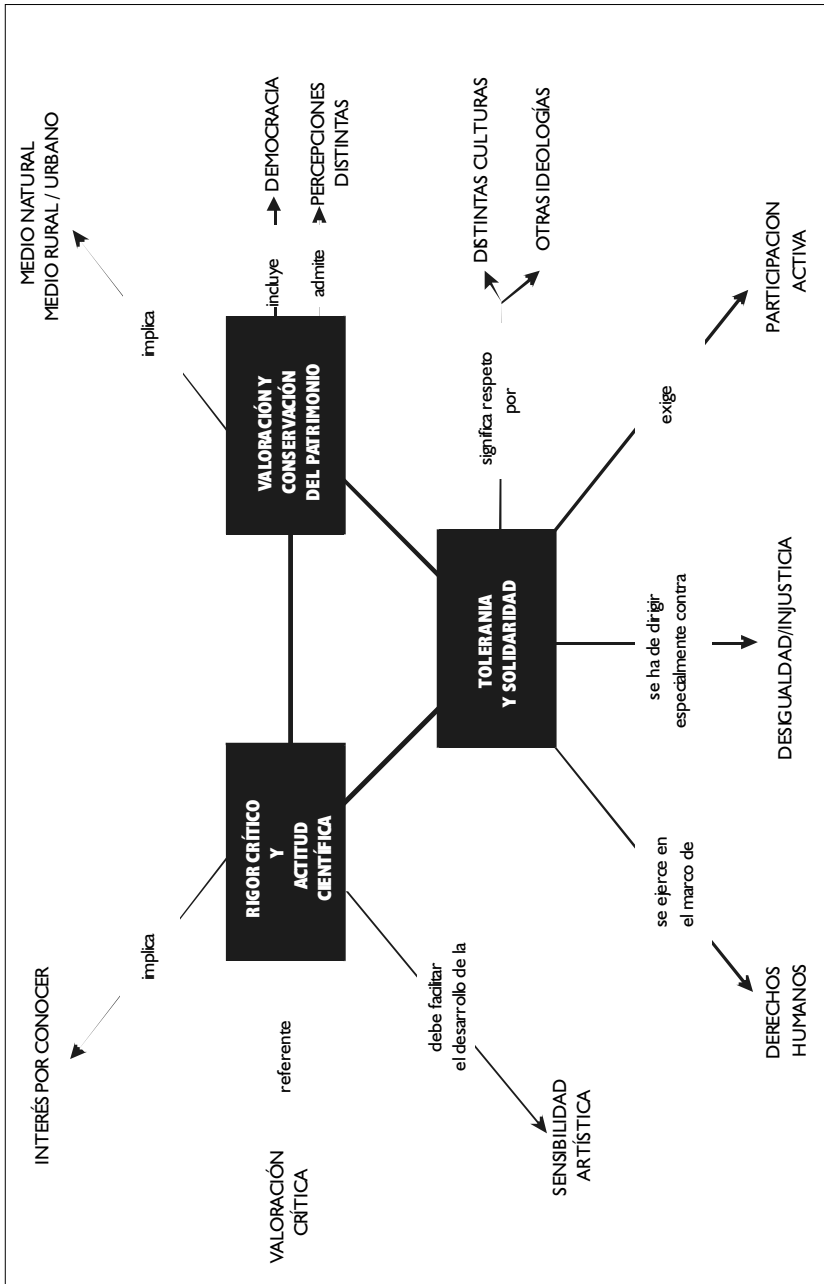 INTERÉS POR CONOCER
MEDIO NATURAL
MEDIO RURAL / URBANO
implica
implica
VALORACIÓN
CRÍTICA
referente
RIGOR CRÍTICO
Y
ACTITUD
CIENTÍFICA
VALORACIÓN Y
CONSERVACIÓN
DEL PATRIMONIO
incluye
DEMOCRACIA
admite
PERCEPCIONES
DISTINTAS
debe facilitar
el desarrollo de la
SENSIBILIDAD
ARTÍSTICA
TOLERANIA
Y SOLIDARIDAD
significa respeto
por
DISTINTAS CULTURAS
OTRAS IDEOLOGÍAS
se ejerce en
el marco de
se ha de dirigir
especialmente contra
exige
DERECHOS
HUMANOS
DESIGUALDAD/INJUSTICIA
PARTICIPACION
ACTIVA